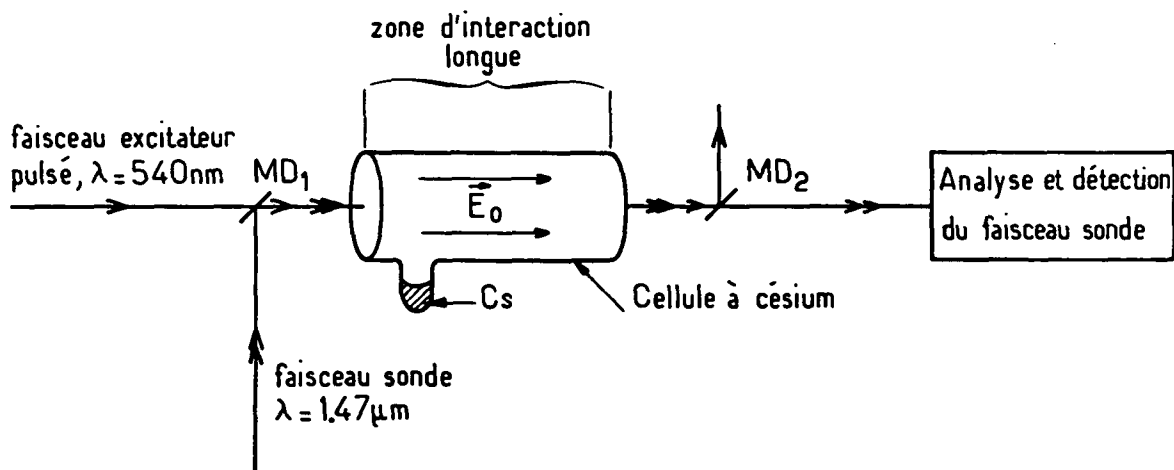 zone d'interaction
longue
faisceau excitateur
pulsé, λ = 540nm
MD₁
E₀
MD₂
Analyse et détection
du faisceau sonde
Cs
Cellule à césium
faisceau sonde
λ = 1.47μm